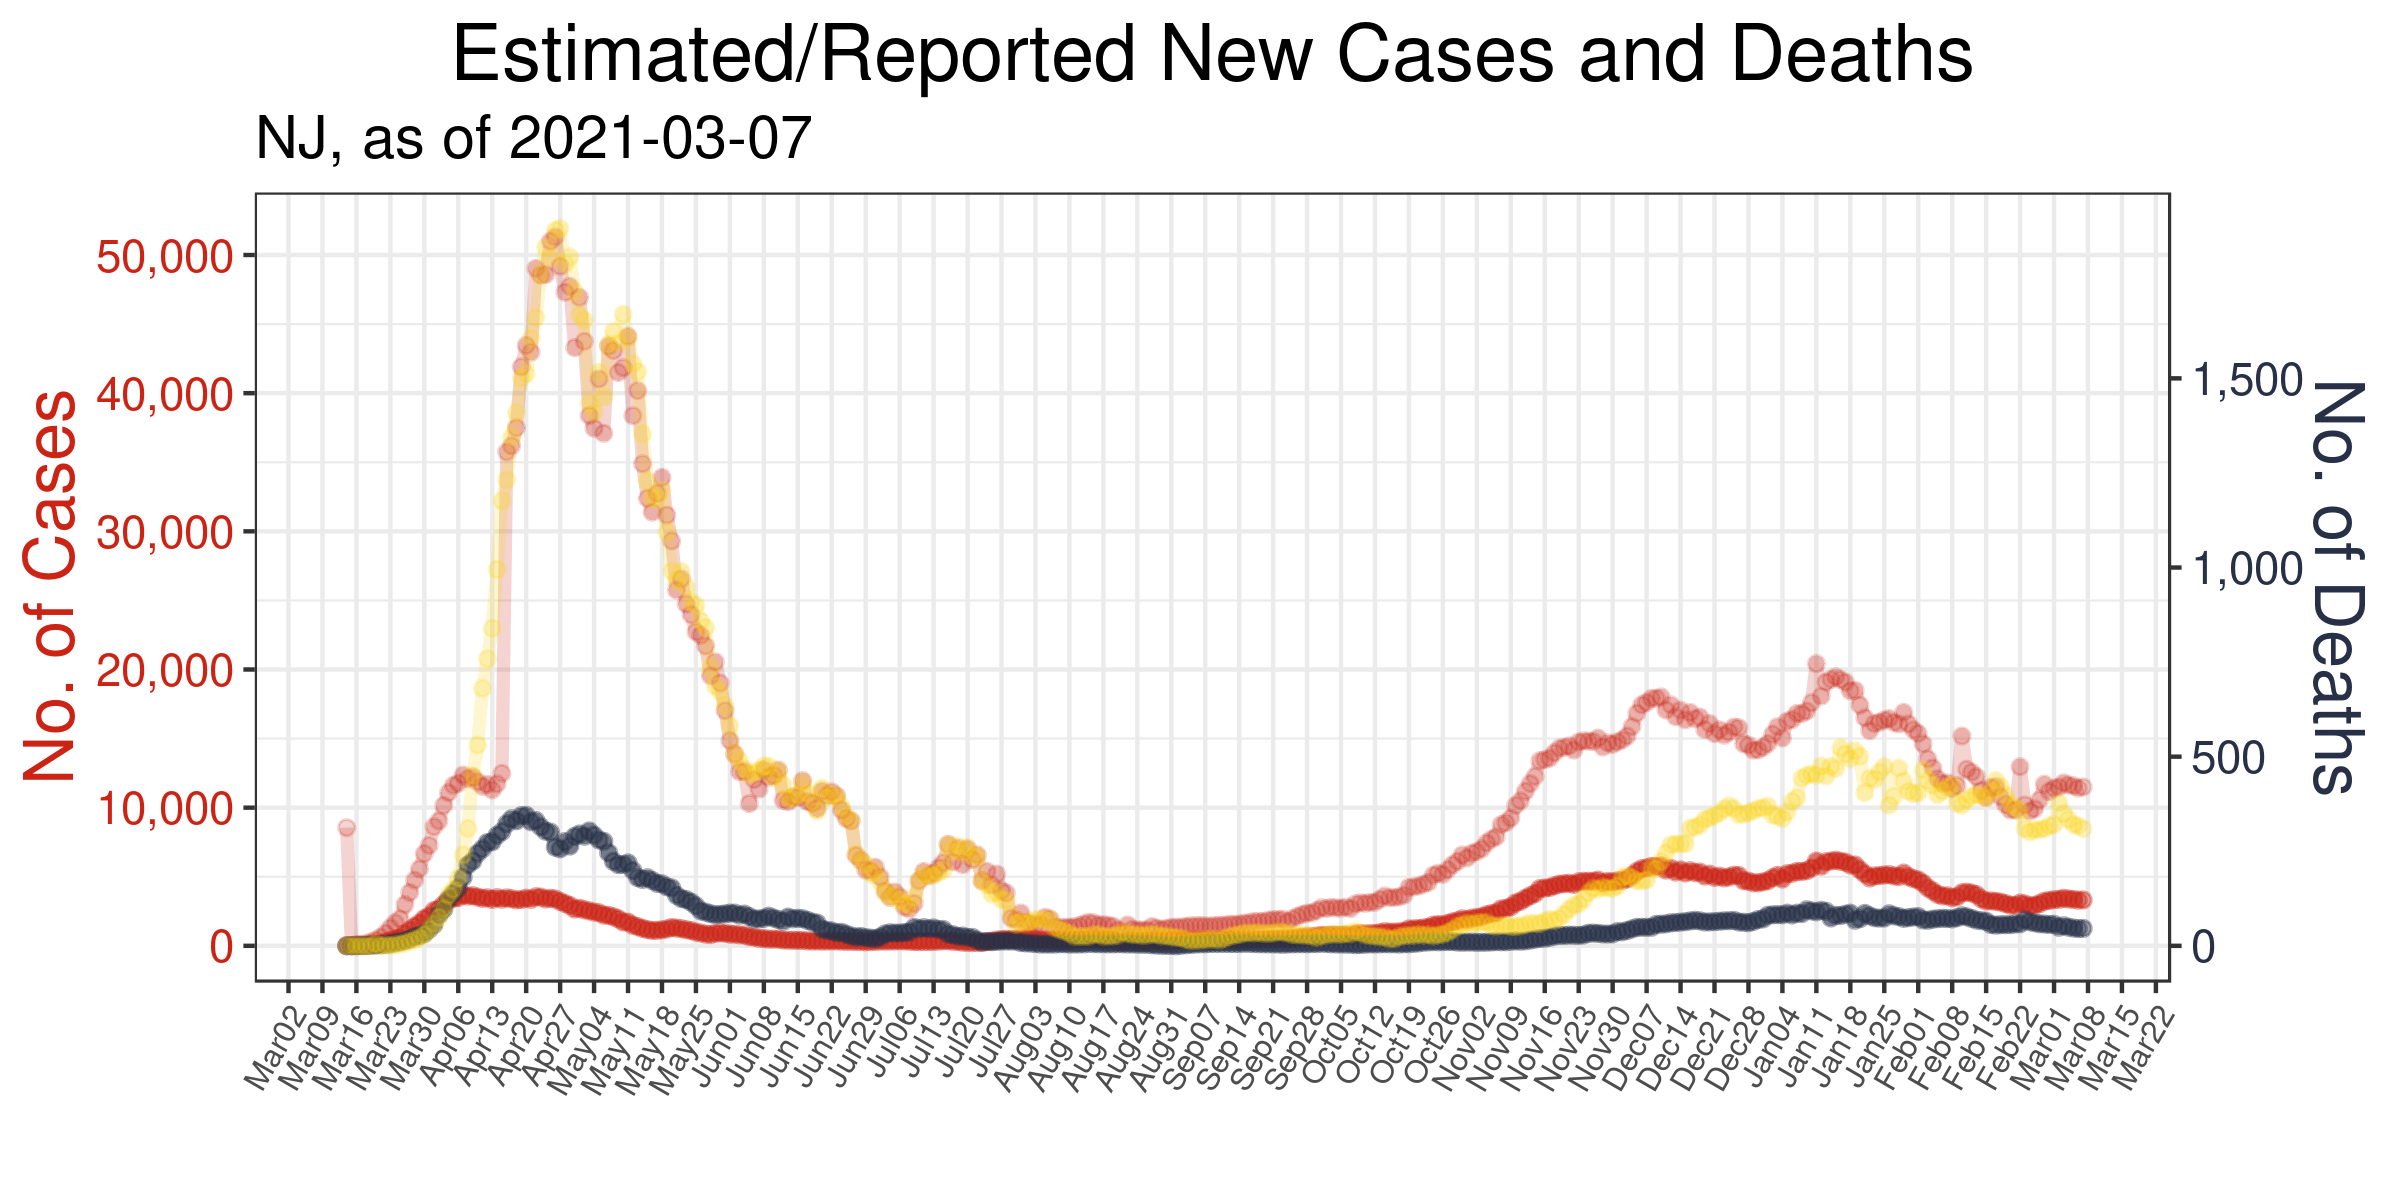 Estimated/Reported New Cases and Deaths
NJ, as of 2021-03-07
No. of Cases
50,000
40,000
30,000
20,000
10,000
0
1,500
1,000
500
0
No. of Deaths
Mar02
Mar09
Mar16
Mar23
Mar30
Apr06
Apr13
Apr20
Apr27
May04
May11
May18
May25
Jun01
Jun08
Jun15
Jun22
Jun29
Jul06
Jul13
Jul20
Jul27
Aug03
Aug10
Aug17
Aug24
Aug31
Sep07
Sep14
Sep21
Sep28
Oct05
Oct12
Oct19
Oct26
Nov02
Nov09
Nov16
Nov23
Nov30
Dec07
Dec14
Dec21
Dec28
Dec04
Jan11
Jan18
Jan25
Feb01
Feb08
Feb15
Feb22
Mar01
Mar08
Mar15
Mar22